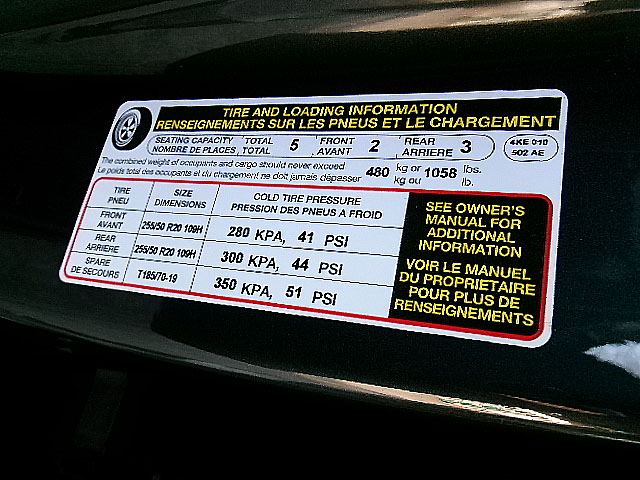 TIRE AND LOADING INFORMATION
RENSEIGNEMENTS SUR LES PNEUS ET LE CHARGEMENT
SEATING CAPACITY TOTAL 5 FRONT 2 REAR 3
NOMBRE DE PLACES TOTAL AVANT ARRIERE
4KE 010
502 AE
The combined weight of occupants and cargo should never exceed 480 kg or 1058 lbs.
Le poids total des occupants et du chargement ne doit jamais dépasser kg ou lb.
TIRE SIZE COLD TIRE PRESSURE
PNEU DIMENSIONS PRESSION DES PNEUS A FROID
FRONT
AVANT 255/50 R20 109H 280 KPA, 41 PSI
REAR
ARRIERE 255/50 R20 109H 300 KPA, 44 PSI
SPARE
DE SECOURS T185/70-19 350 KPA, 51 PSI
SEE OWNER'S
MANUAL FOR
ADDITIONAL
INFORMATION
VOIR LE MANUEL
DU PROPRIETAIRE
POUR PLUS DE
RENSEIGNEMENTS